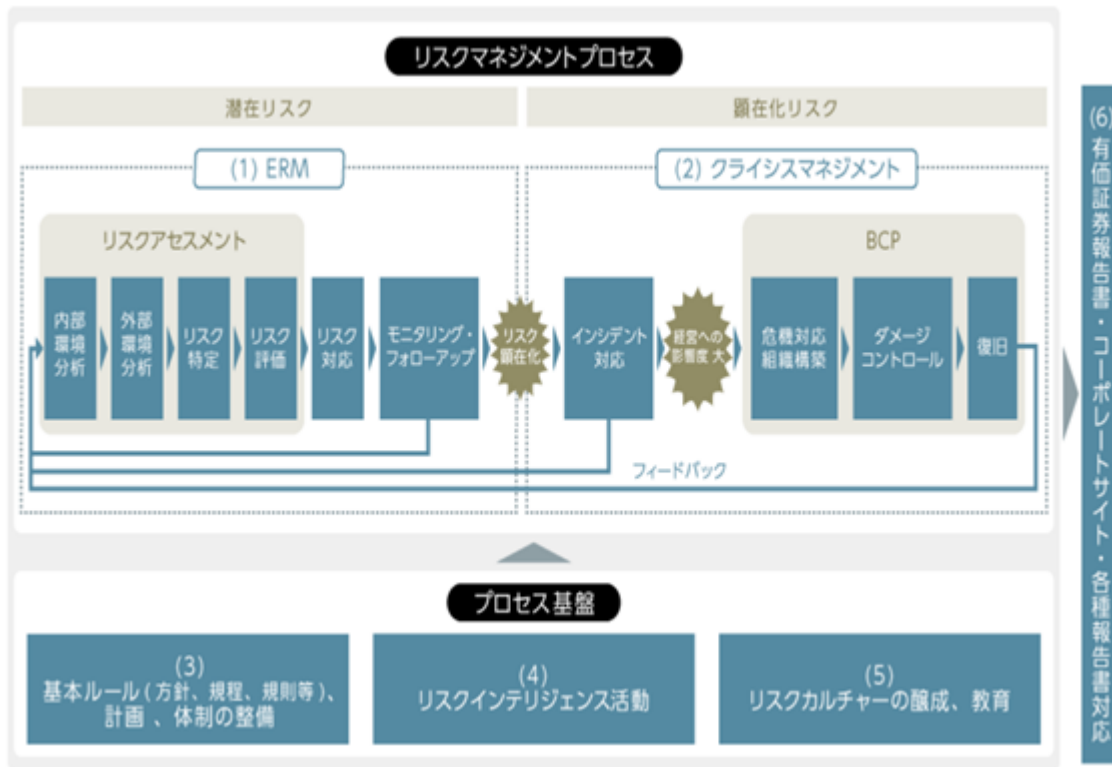 リスクマネジメントプロセス
潜在リスク
顕在化リスク
(1) ERM
(2) クライシスマネジメント
リスクアセスメント
BCP
内部
環境
分析
外部
環境
分析
リスク
特定
リスク
評価
リスク
対応
モニタリング・
フォローアップ
リスク
顕在化
インシデント
対応
経営への
影響度 大
危機対応
組織構築
ダメージ
コントロール
復旧
フィードバック
プロセス基盤
(3)
基本ルール(方針、規程、規則等)、
計画 、体制の整備
(4)
リスクインテリジェンス活動
(5)
リスクカルチャーの醸成、教育
(6)有価証券報告書・コーポレートサイト・各種報告書対応